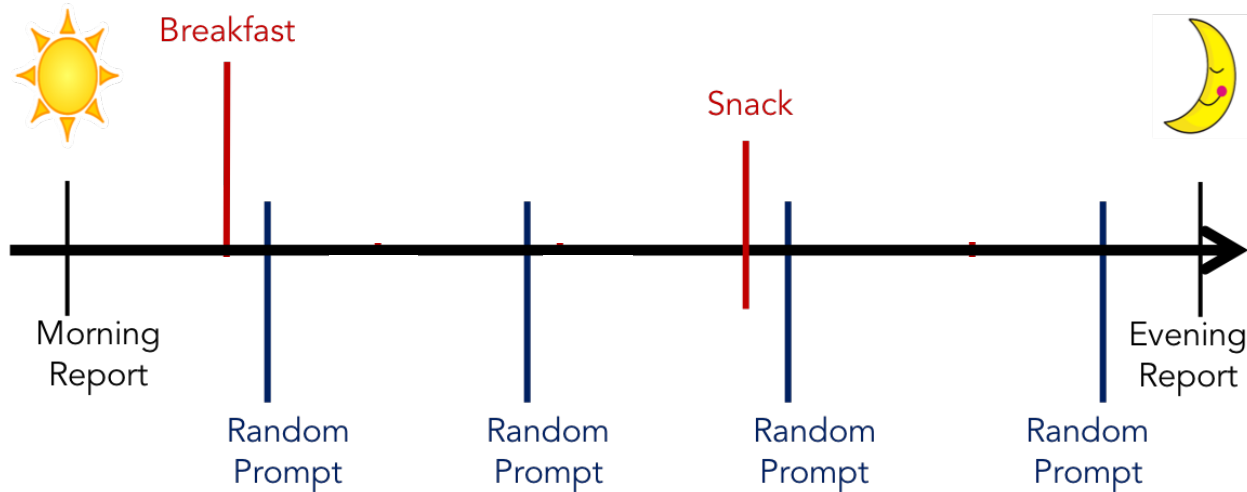 Breakfast
Snack
Morning
Report
Evening
Report
Random
Prompt
Random
Prompt
Random
Prompt
Random
Prompt